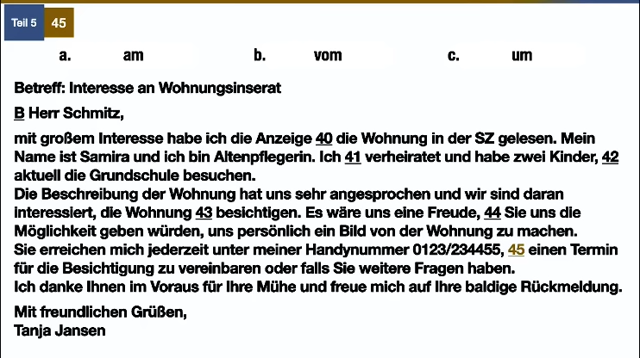 Teil 5 45
a. am b. vom c. um
Betreff: Interesse an Wohnungsinserat
B Herr Schmitz,
mit großem Interesse habe ich die Anzeige 40 die Wohnung in der SZ gelesen. Mein
Name ist Samira und ich bin Altenpflegerin. Ich 41 verheiratet und habe zwei Kinder, 42
aktuell die Grundschule besuchen.
Die Beschreibung der Wohnung hat uns sehr angesprochen und wir sind daran
interessiert, die Wohnung 43 besichtigen. Es wäre uns eine Freude, 44 Sie uns die
Möglichkeit geben würden, uns persönlich ein Bild von der Wohnung zu machen.
Sie erreichen mich jederzeit unter meiner Handynummer 0123/234455, 45 einen Termin
für die Besichtigung zu vereinbaren oder falls Sie weitere Fragen haben.
Ich danke Ihnen im Voraus für Ihre Mühe und freue mich auf Ihre baldige Rückmeldung.
Mit freundlichen Grüßen,
Tanja Jansen